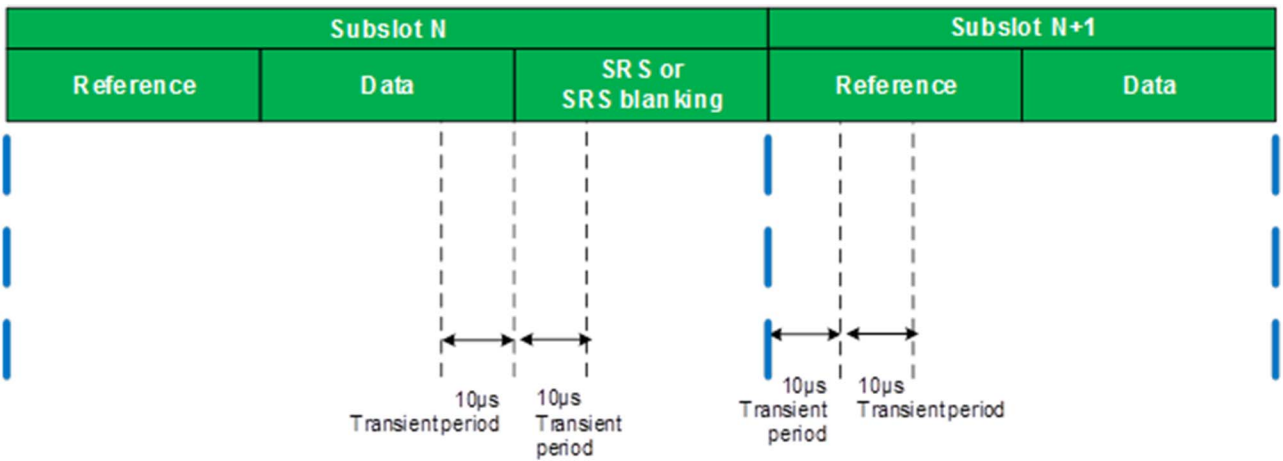 Subslot N
Subslot N+1
Reference
Data
SRS or
SRS blanking
Reference
Data
10µs
Transient period
10µs
Transient
period
10µs
Transient
period
10µs
Transient period